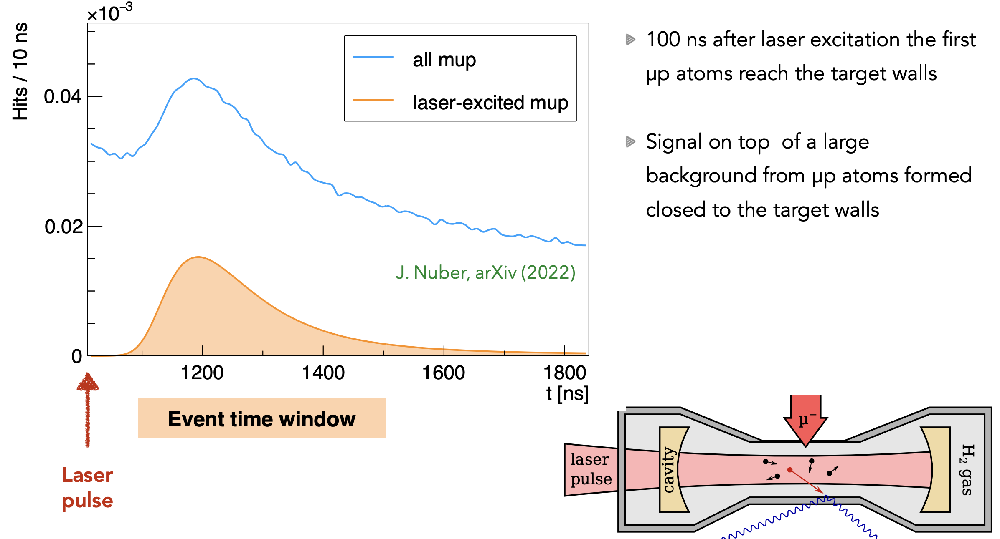 ×10⁻³
Hits / 10 ns
0.04
0.02
0
1200 1400 1600 1800
t [ns]
all mup
laser-excited mup
J. Nuber, arXiv (2022)
Event time window
Laser
pulse
100 ns after laser excitation the first
µp atoms reach the target walls
Signal on top of a large
background from µp atoms formed
closed to the target walls
µ⁻
laser
pulse
cavity
H₂ gas